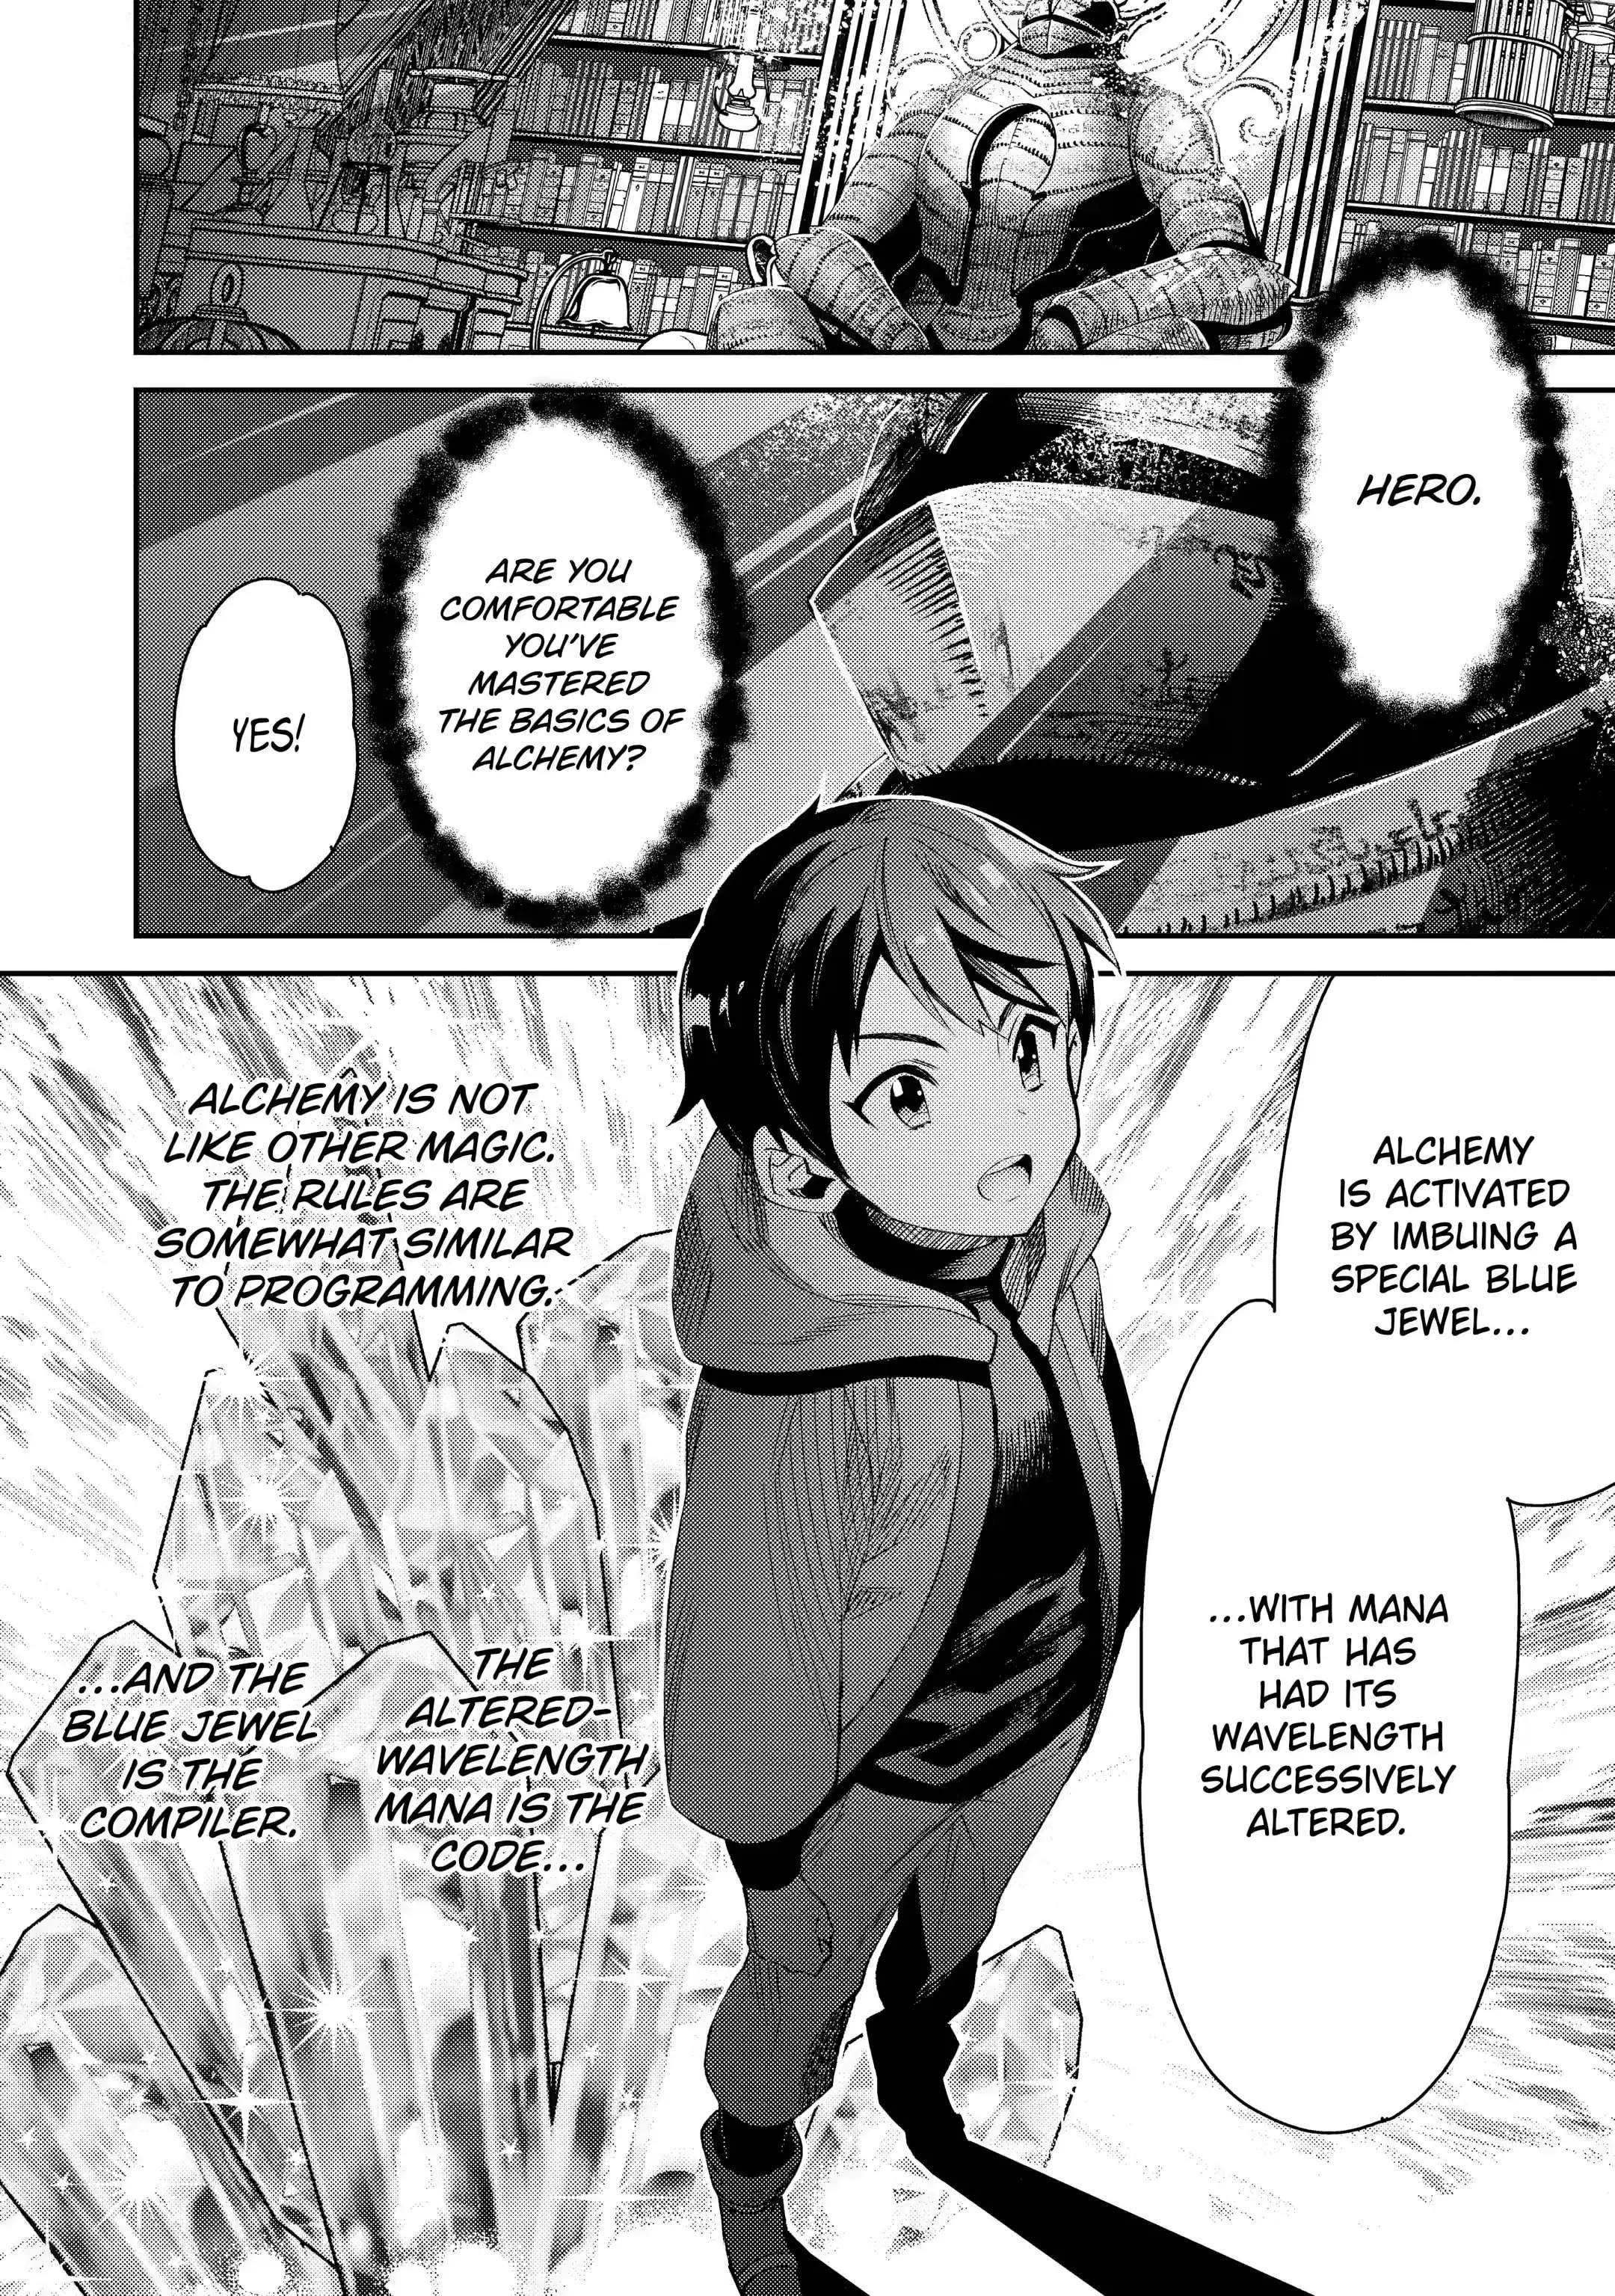 HERO.
ARE YOU
COMFORTABLE
YOU'VE
MASTERED
THE BASICS OF
ALCHEMY?
YES!
ALCHEMY
IS ACTIVATED
BY IMBUING A
SPECIAL BLUE
JEWEL...
...WITH MANA
THAT HAS
HAD ITS
WAVELENGTH
SUCCESSIVELY
ALTERED.
ALCHEMY IS NOT
LIKE OTHER MAGIC.
THE RULES ARE
SOMEWHAT SIMILAR
TO PROGRAMMING.
THE
ALTERED-
WAVELENGTH
MANA IS THE
CODE...
...AND THE
BLUE JEWEL
IS THE
COMPILER.